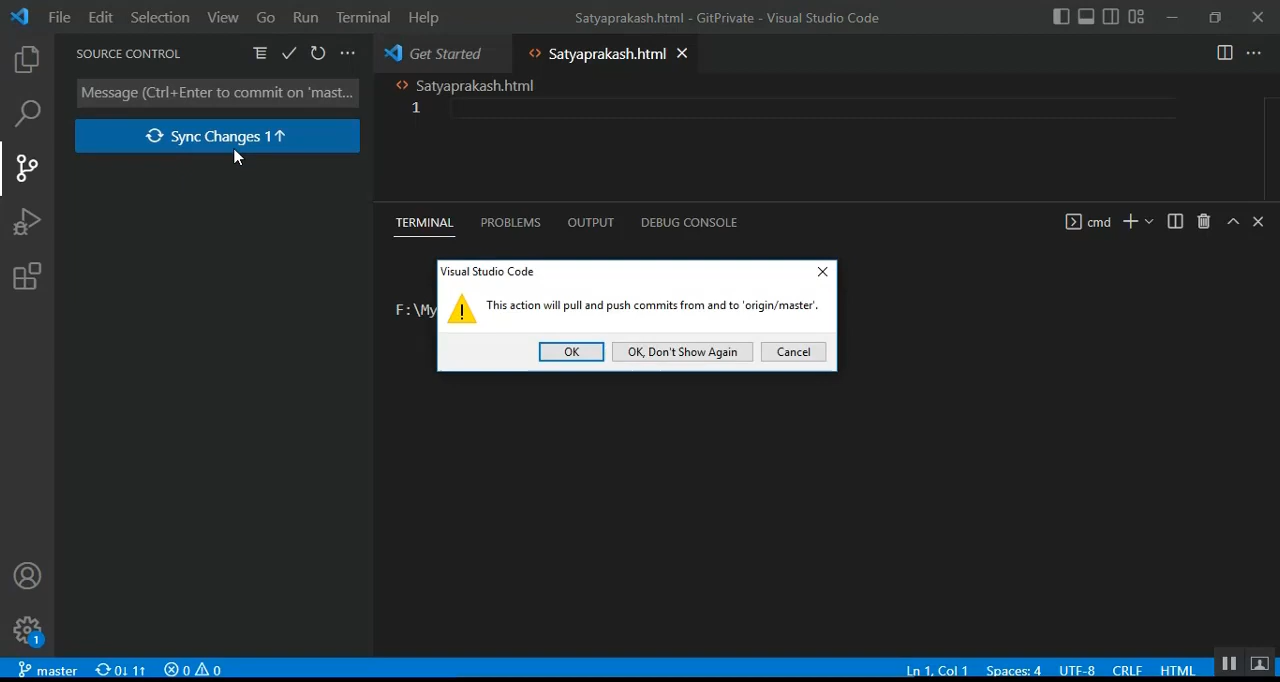 File Edit Selection View Go Run Terminal Help
Satyaprakash.html - GitPrivate - Visual Studio Code
SOURCE CONTROL
Get Started
Satyaprakash.html
Message (Ctrl+Enter to commit on 'mast...
Satyaprakash.html
1
Sync Changes 1↑
TERMINAL PROBLEMS OUTPUT DEBUG CONSOLE
cmd
Visual Studio Code
This action will pull and push commits from and to 'origin/master'.
F:\My
OK
OK, Don't Show Again
Cancel
1
master 0↓ 1↑ 0 0
Ln 1, Col 1 Spaces: 4 UTF-8 CRLF HTML